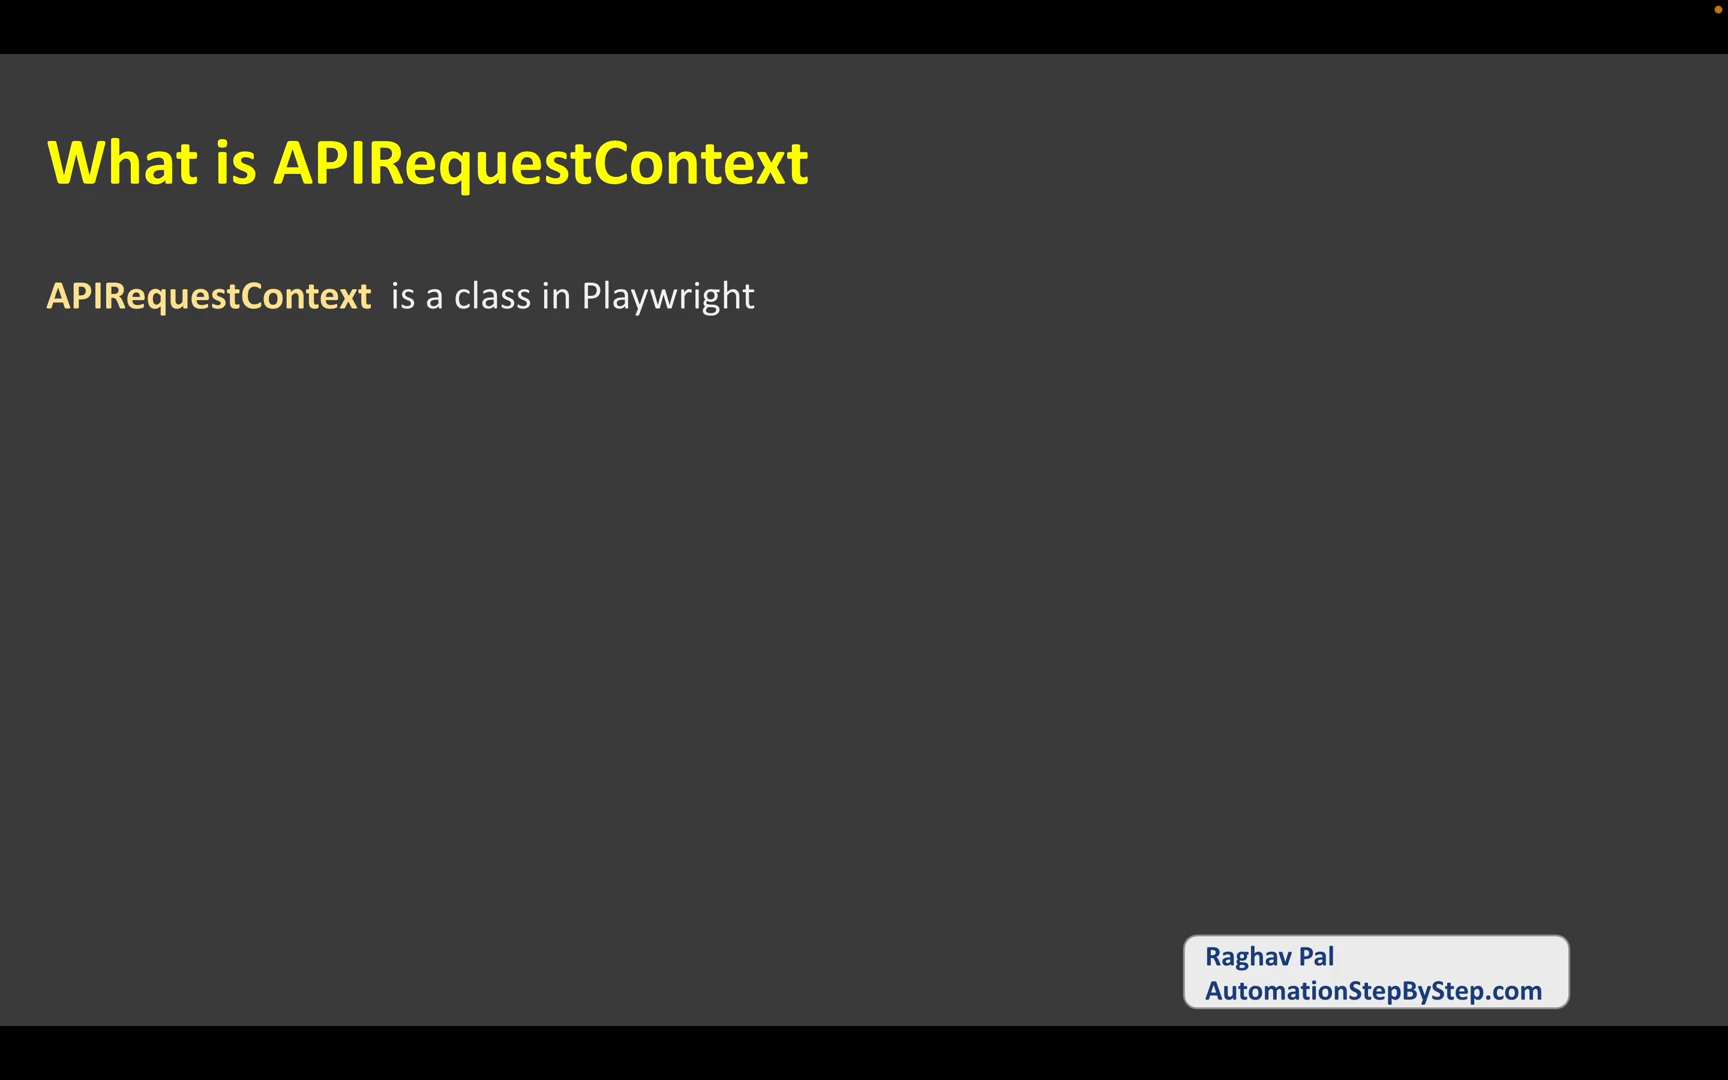 What is APIRequestContext
APIRequestContext is a class in Playwright
Raghav Pal
AutomationStepByStep.com